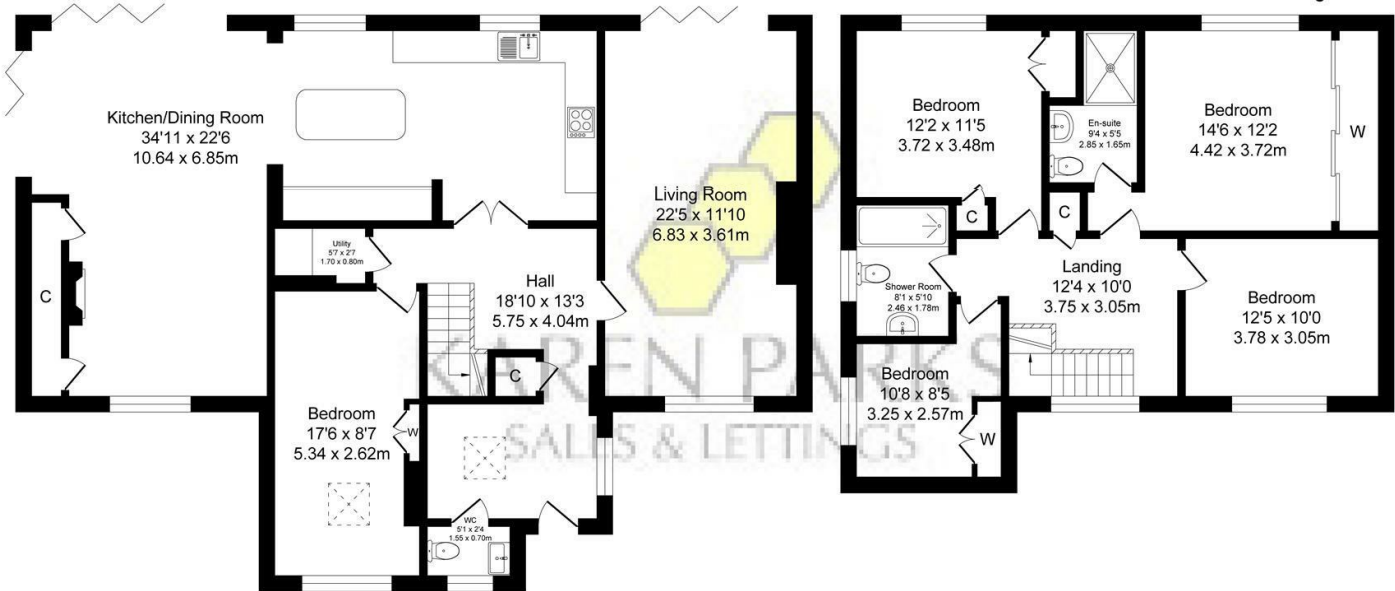 Kitchen/Dining Room
34'11 x 22'6
10.64 x 6.85m
C
Utility
5'7 x 2'7
1.70 x 0.80m
Hall
18'10 x 13'3
5.75 x 4.04m
C
Living Room
22'5 x 11'10
6.83 x 3.61m
Bedroom
17'6 x 8'7
5.34 x 2.62m
W
WC
5'1 x 2'4
1.55 x 0.70m
Bedroom
12'2 x 11'5
3.72 x 3.48m
En-suite
9'4 x 5'5
2.85 x 1.65m
Bedroom
14'6 x 12'2
4.42 x 3.72m
W
C
C
Shower Room
8'1 x 5'10
2.46 x 1.78m
Landing
12'4 x 10'0
3.75 x 3.05m
Bedroom
12'5 x 10'0
3.78 x 3.05m
Bedroom
10'8 x 8'5
3.25 x 2.57m
W
KAREN PARKS
SALES & LETTINGS